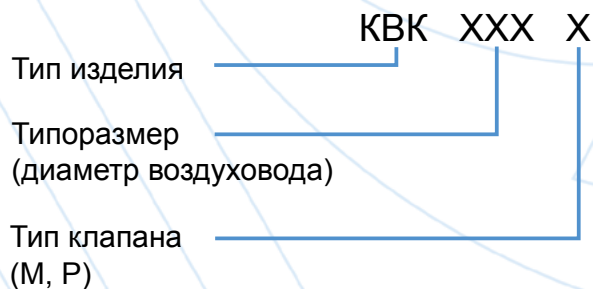 КВК XXX X
Тип изделия
Типоразмер
(диаметр воздуховода)
Тип клапана
(М, Р)